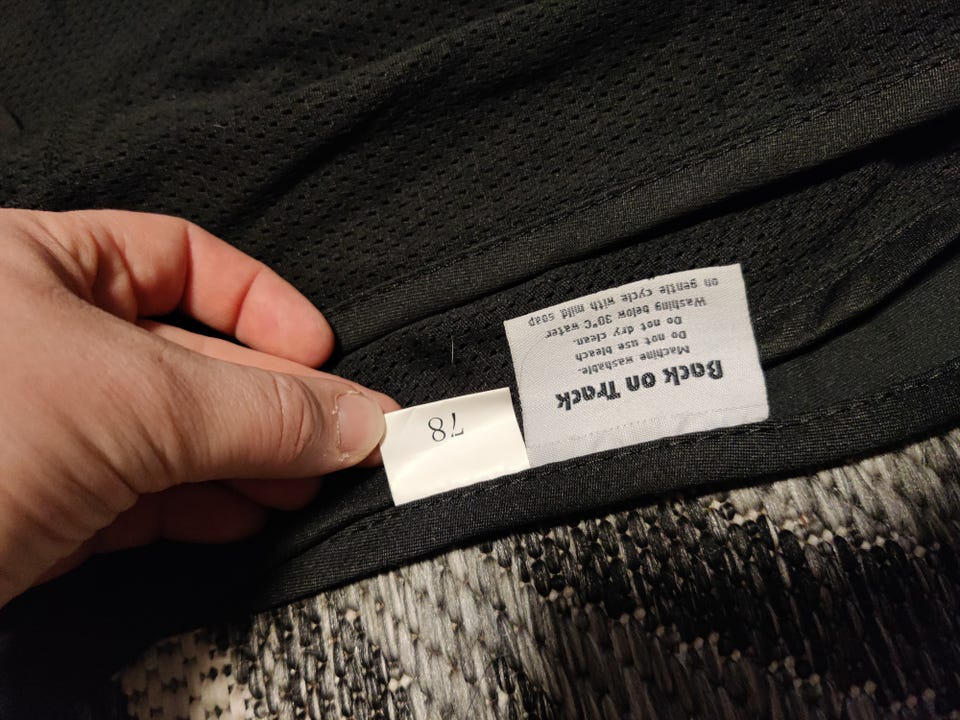 Back on Track
Machine washable.
Do not use bleach
Do not dry clean.
Washing below 30°C water
on gentle cycle with mild soap
78